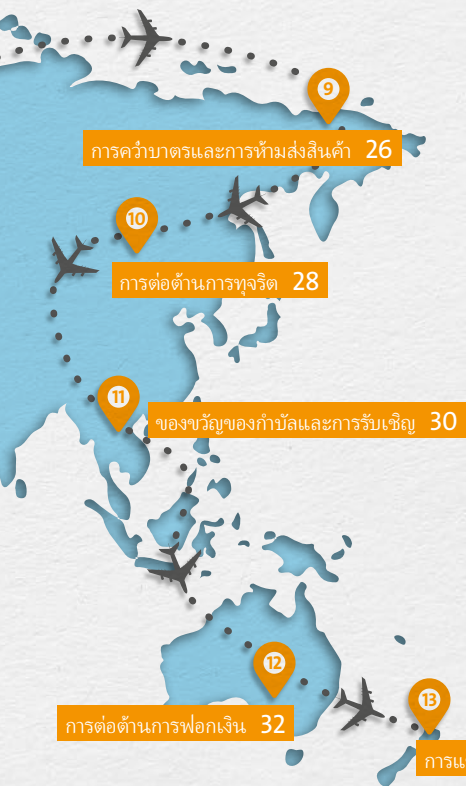 9
การคว่ำบาตรและการห้ามส่งสินค้า 26
10
การต่อต้านการทุจริต 28
11
ของขวัญของกำบัลและการรับเชิญ 30
12
การต่อต้านการฟอกเงิน 32
13